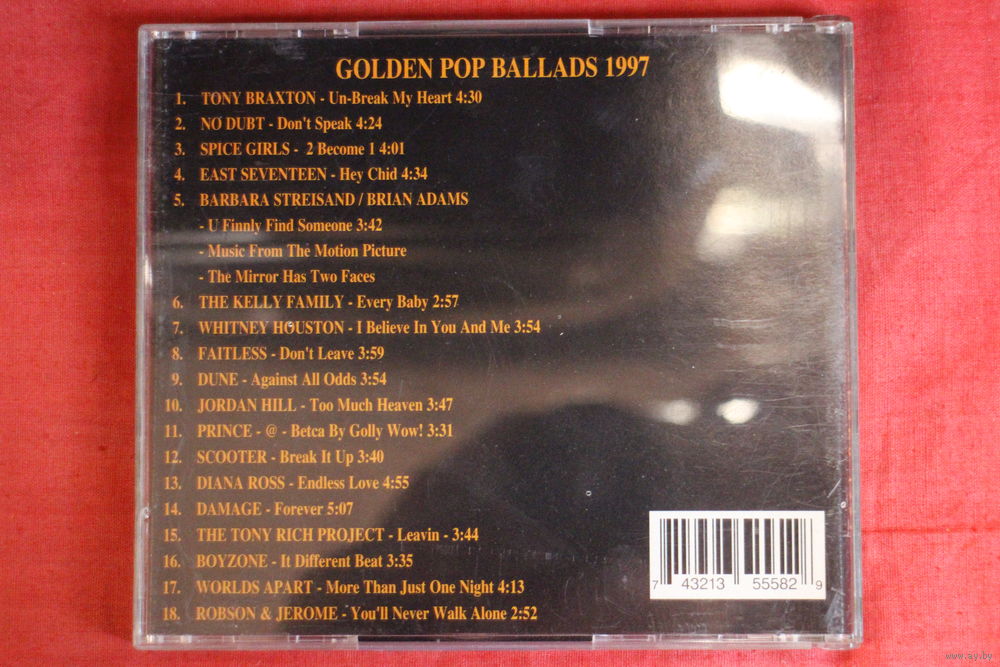 GOLDEN POP BALLADS 1997
1. TONY BRAXTON - Un-Break My Heart 4:30
2. NO DUBT - Don't Speak 4:24
3. SPICE GIRLS - 2 Become 1 4:01
4. EAST SEVENTEEN - Hey Chid 4:34
5. BARBARA STREISAND / BRIAN ADAMS
- U Finnly Find Someone 3:42
- Music From The Motion Picture
- The Mirror Has Two Faces
6. THE KELLY FAMILY - Every Baby 2:57
7. WHITNEY HOUSTON - I Believe In You And Me 3:54
8. FAITLESS - Don't Leave 3:59
9. DUNE - Against All Odds 3:54
10. JORDAN HILL - Too Much Heaven 3:47
11. PRINCE - @ - Betca By Golly Wow! 3:31
12. SCOOTER - Break It Up 3:40
13. DIANA ROSS - Endless Love 4:55
14. DAMAGE - Forever 5:07
15. THE TONY RICH PROJECT - Leavin - 3:44
16. BOYZONE - It Different Beat 3:35
17. WORLDS APART - More Than Just One Night 4:13
18. ROBSON & JEROME - You'll Never Walk Alone 2:52
7 43213 55582 9
www.ay.by